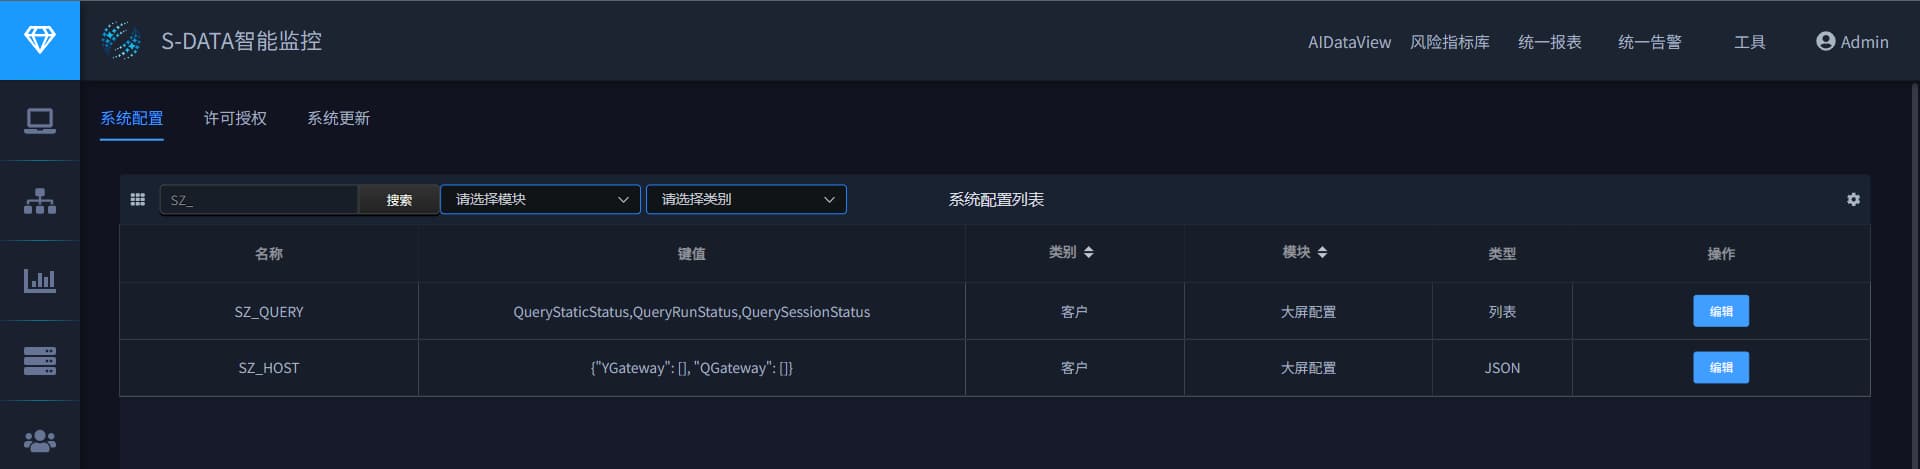 S-DATA智能监控
AIDataView 风险指标库 统一报表 统一告警 工具 Admin
系统配置 许可授权 系统更新
SZ_ 搜索 请选择模块 请选择类别 系统配置列表
名称 键值 类别 模块 类型 操作
SZ_QUERY QueryStaticStatus,QueryRunStatus,QuerySessionStatus 客户 大屏配置 列表 编辑
SZ_HOST {"YGateway": [], "QGateway": []} 客户 大屏配置 JSON 编辑